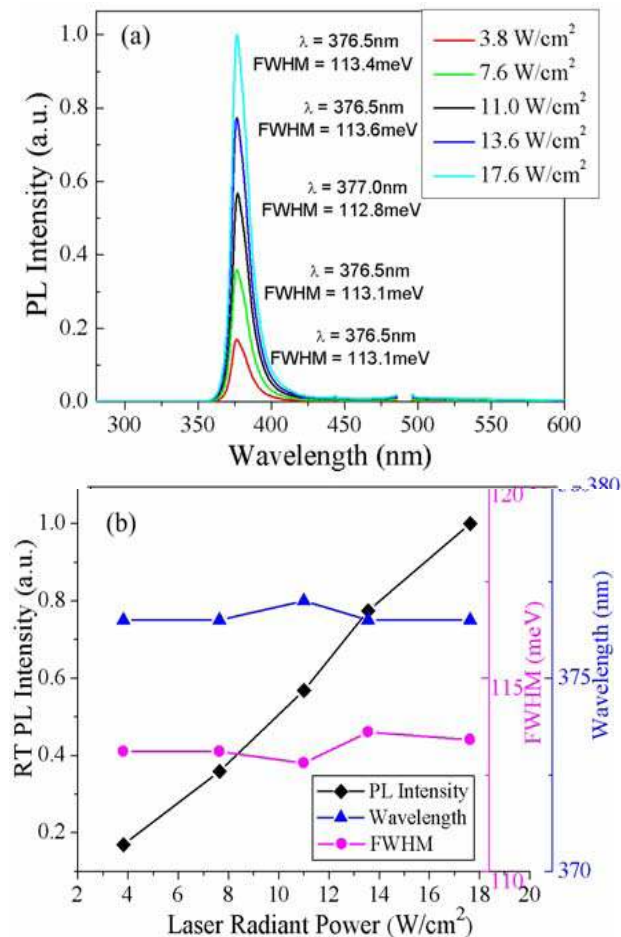 (a)
λ = 376.5nm
FWHM = 113.4meV
λ = 376.5nm
FWHM = 113.6meV
λ = 377.0nm
FWHM = 112.8meV
λ = 376.5nm
FWHM = 113.1meV
λ = 376.5nm
FWHM = 113.1meV
3.8 W/cm²
7.6 W/cm²
11.0 W/cm²
13.6 W/cm²
17.6 W/cm²
PL Intensity (a.u.)
1.0
0.8
0.6
0.4
0.2
0.0
300 350 400 450 500 550 600
Wavelength (nm)
(b)
RT PL Intensity (a.u.)
1.0
0.8
0.6
0.4
0.2
PL Intensity
Wavelength
FWHM
2 4 6 8 10 12 14 16 18 20
Laser Radiant Power (W/cm²)
120
115
110
FWHM (meV)
380
375
370
Wavelength (nm)